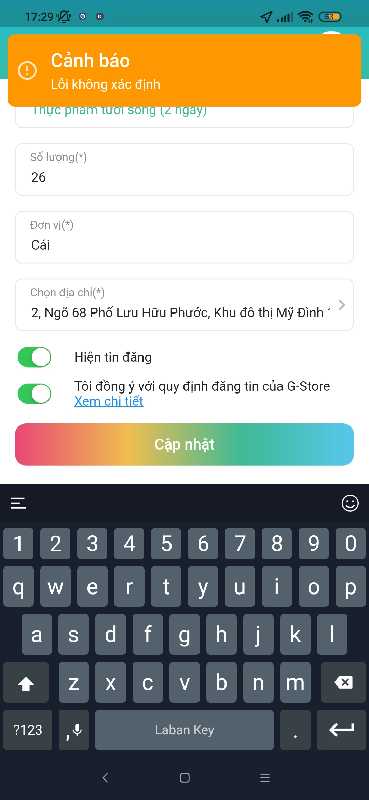 17:29
Cảnh báo
Lỗi không xác định
Thực phẩm tươi sống (2 ngày)
Số lượng(*)
26
Đơn vị(*)
Cái
Chọn địa chỉ(*)
2, Ngõ 68 Phố Lưu Hữu Phước, Khu đô thị Mỹ Đình
Hiện tin đăng
Tôi đồng ý với quy định đăng tin của G-Store
Xem chi tiết
Cập nhật
1 2 3 4 5 6 7 8 9 0
q w e r t y u i o p
a s d f g h j k l
z x c v b n m
?123 , Laban Key .